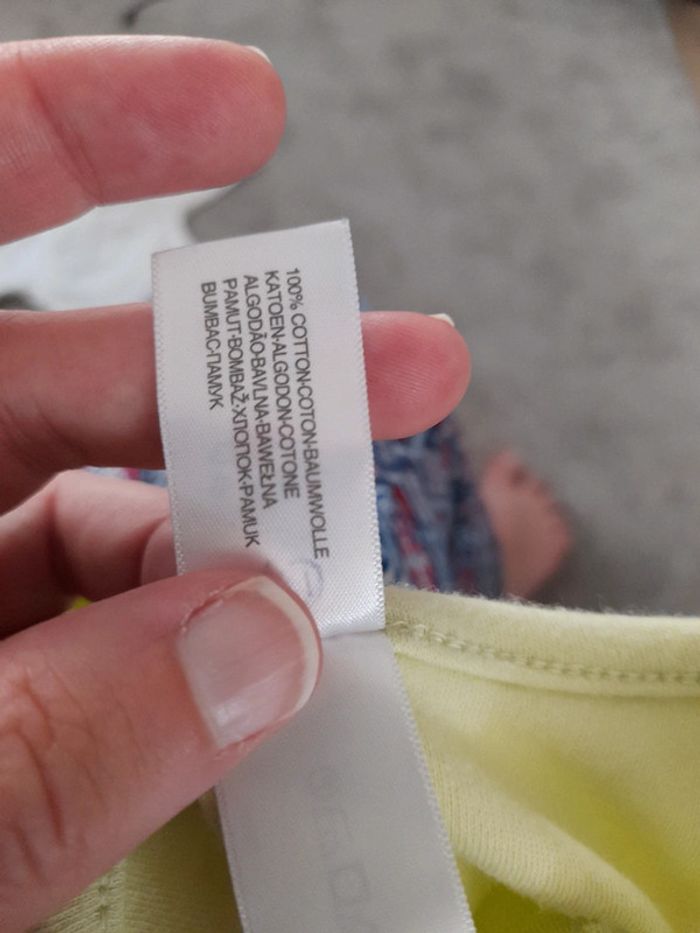 100% COTTON•COTON•BAUMWOLLE
KATOEN•ALGODON•COTONE
ALGODÃO•BAVLNA•BAWEŁNA
PAMUT•BOMBAŽ•ХЛОПОК•PAMUK
BUMBAC•ПАМУК